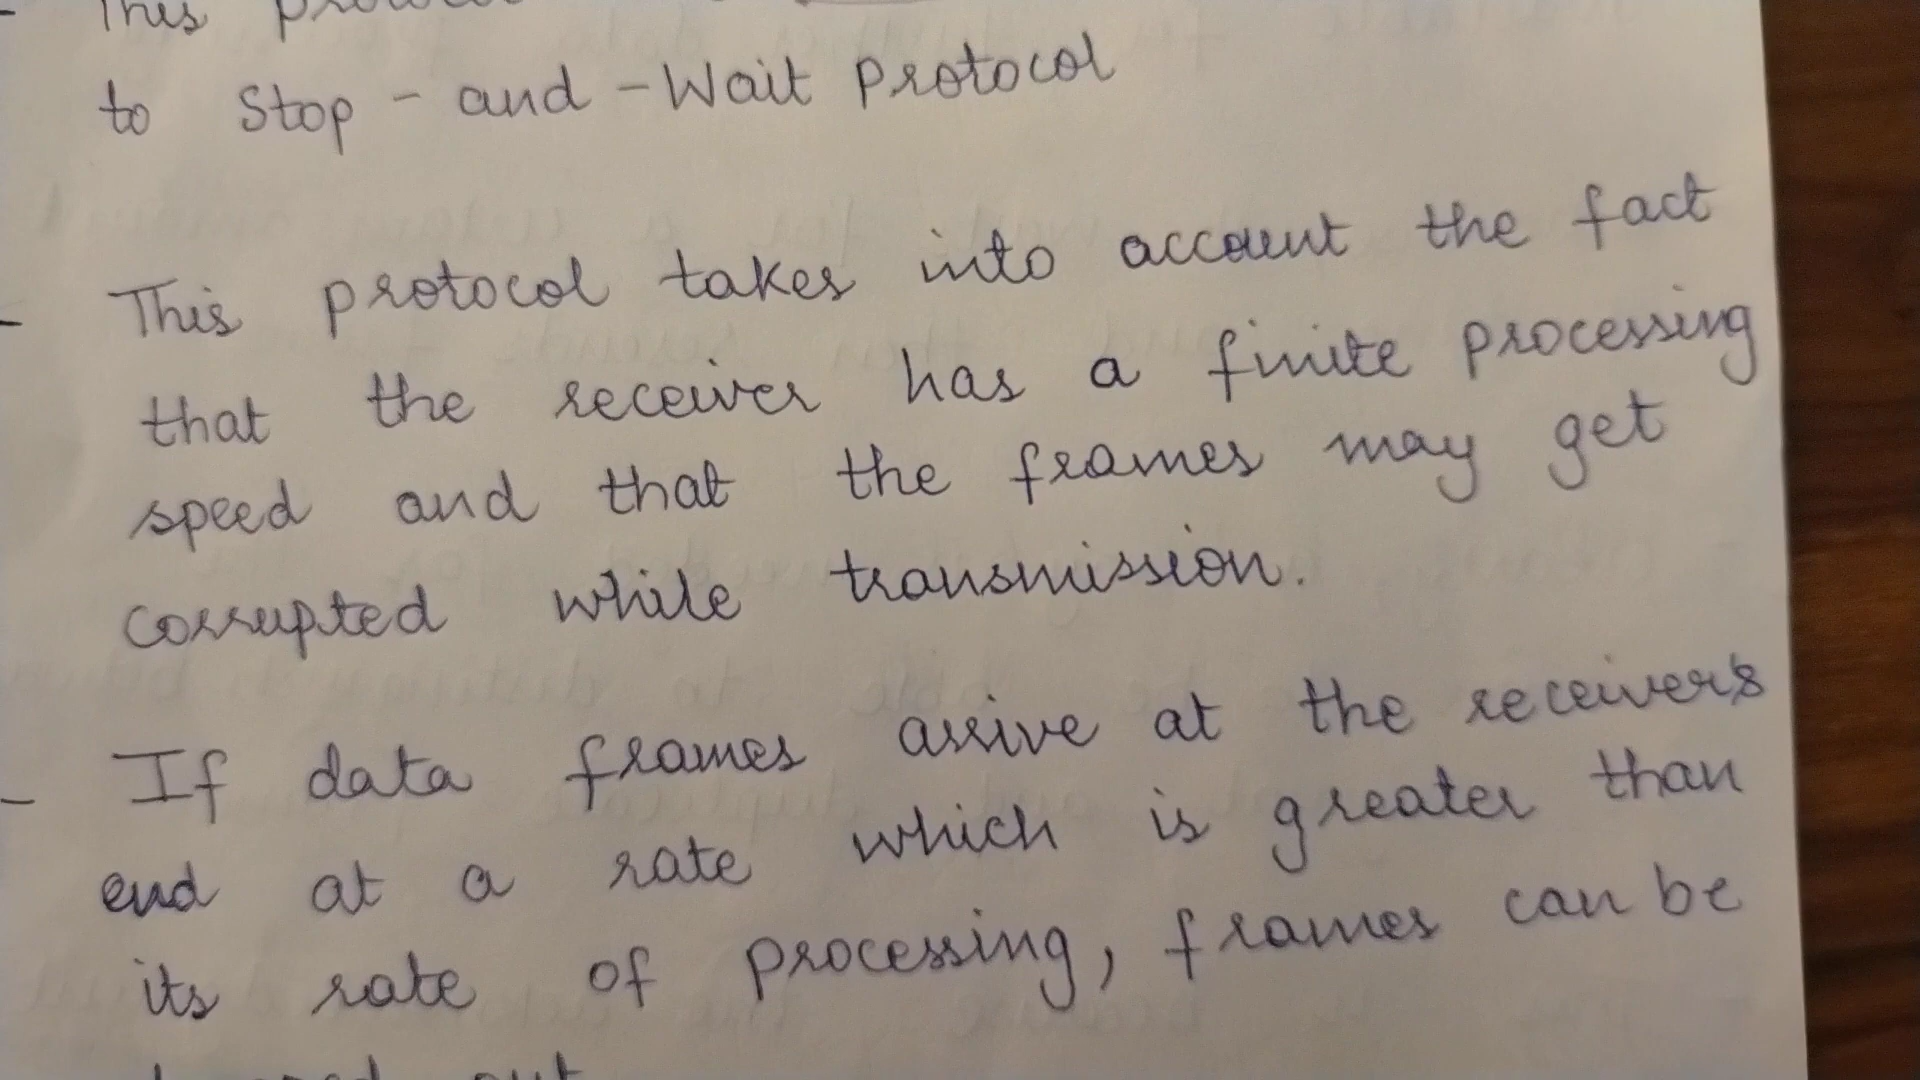 - This
to Stop-and-Wait Protocol
- This protocol takes into account the fact
that the receiver has a finite processing
speed and that the frames may get
corrupted while transmission.
- If data frames arrive at the receivers
end at a rate which is greater than
its rate of processing, frames can be
out